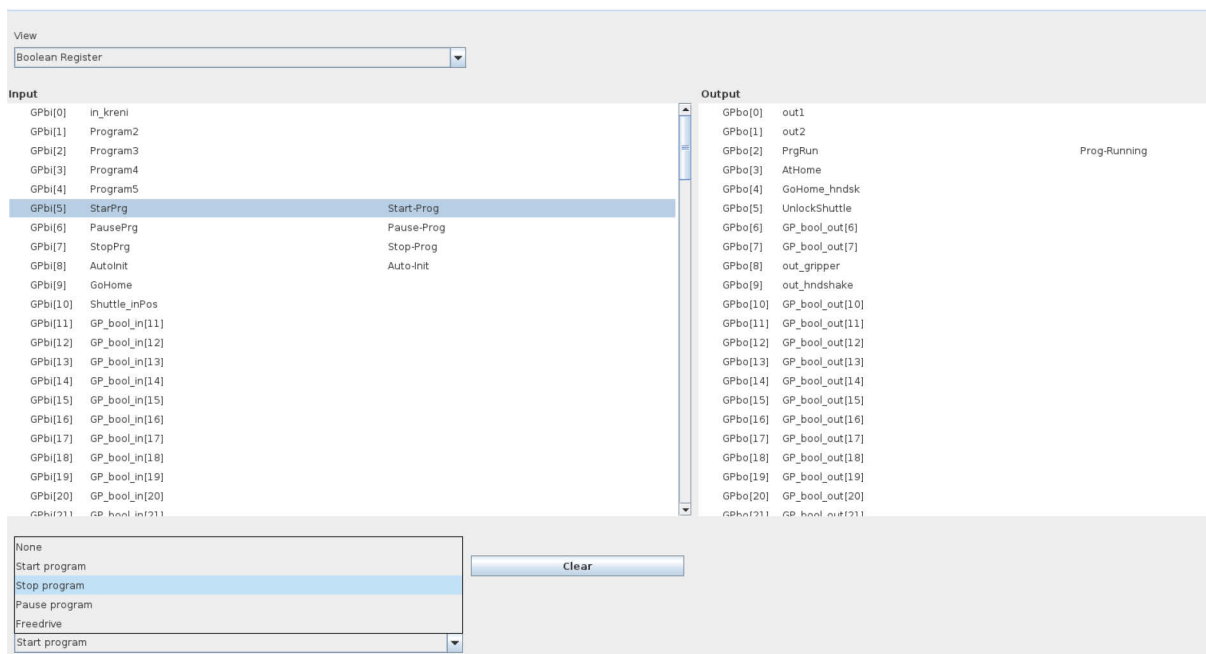 View
Boolean Register
Input
GPbi[0] in_kreni
GPbi[1] Program2
GPbi[2] Program3
GPbi[3] Program4
GPbi[4] Program5
GPbi[5] StarPrg Start-Prog
GPbi[6] PausePrg Pause-Prog
GPbi[7] StopPrg Stop-Prog
GPbi[8] AutoInit Auto-Init
GPbi[9] GoHome
GPbi[10] Shuttle_inPos
GPbi[11] GP_bool_in[11]
GPbi[12] GP_bool_in[12]
GPbi[13] GP_bool_in[13]
GPbi[14] GP_bool_in[14]
GPbi[15] GP_bool_in[15]
GPbi[16] GP_bool_in[16]
GPbi[17] GP_bool_in[17]
GPbi[18] GP_bool_in[18]
GPbi[19] GP_bool_in[19]
GPbi[20] GP_bool_in[20]
GPbi[21] GP_bool_in[21]
Output
GPbo[0] out1
GPbo[1] out2
GPbo[2] PrgRun Prog-Running
GPbo[3] AtHome
GPbo[4] GoHome_hndsk
GPbo[5] UnlockShuttle
GPbo[6] GP_bool_out[6]
GPbo[7] GP_bool_out[7]
GPbo[8] out_gripper
GPbo[9] out_hndshake
GPbo[10] GP_bool_out[10]
GPbo[11] GP_bool_out[11]
GPbo[12] GP_bool_out[12]
GPbo[13] GP_bool_out[13]
GPbo[14] GP_bool_out[14]
GPbo[15] GP_bool_out[15]
GPbo[16] GP_bool_out[16]
GPbo[17] GP_bool_out[17]
GPbo[18] GP_bool_out[18]
GPbo[19] GP_bool_out[19]
GPbo[20] GP_bool_out[20]
GPbo[21] GP_bool_out[21]
None
Start program
Stop program
Pause program
Freedrive
Start program
Clear